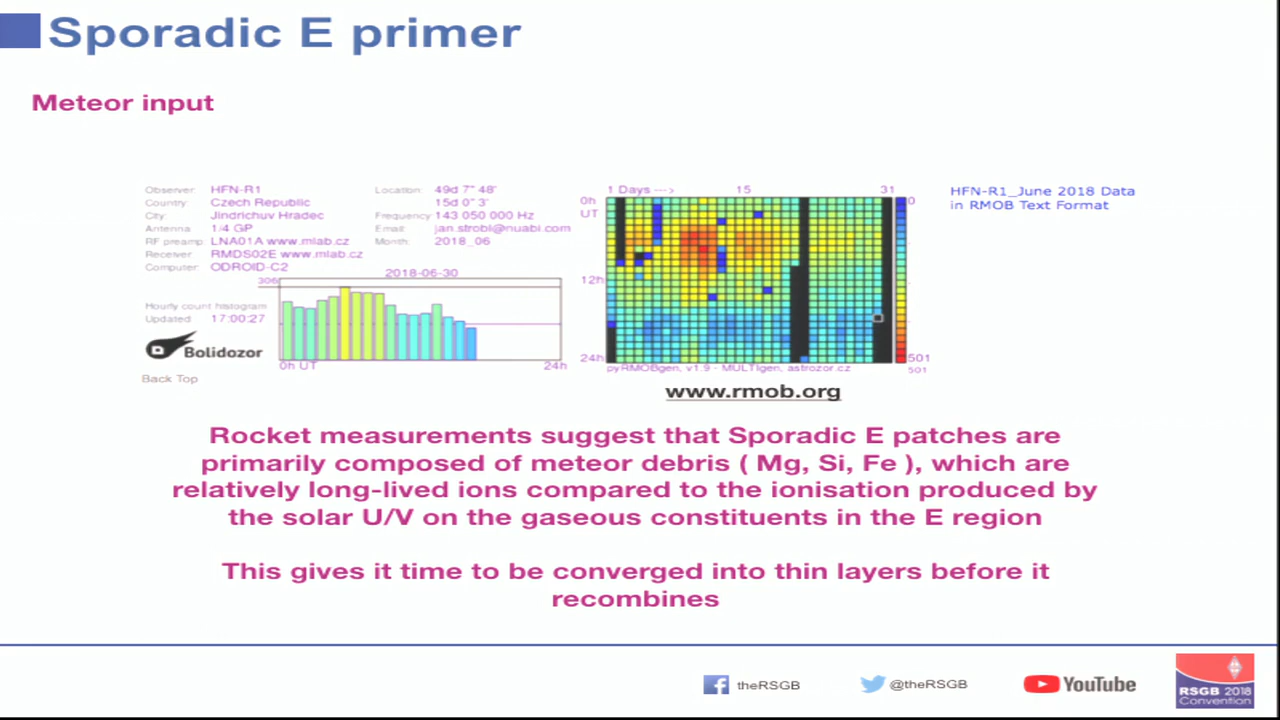 Sporadic E primer
Meteor input
Observer: HFN-R1
Country: Czech Republic
City: Jindrichuv Hradec
Antenna: 1/4 GP
RF preamp: LNA01A www.mlab.cz
Receiver: RMDS02E www.mlab.cz
Computer: ODROID-C2
Location: 49d 7" 48'
15d 0" 3'
Frequency: 143 050 000 Hz
Email: jan.strobl@nuabi.com
Month: 2018_06
2018-06-30
306
Hourly count histogram
Updated 17:00:27
Bolidozor
Back Top
0h UT 24h
1 Days ---> 15 31
0h
UT
12h
24h
0
501
501
pyRMOBgen, v1.9 - MULTIgen, astrozor.cz
HFN-R1_June 2018 Data
in RMOB Text Format
www.rmob.org
Rocket measurements suggest that Sporadic E patches are
primarily composed of meteor debris ( Mg, Si, Fe ), which are
relatively long-lived ions compared to the ionisation produced by
the solar U/V on the gaseous constituents in the E region
This gives it time to be converged into thin layers before it
recombines
theRSGB
@theRSGB
YouTube
RSGB 2018
Convention